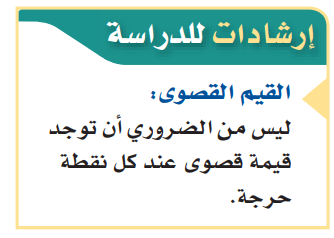 إرشادات للدراسة
القيم القصوى:
ليس من الضروري أن توجد
قيمة قصوى عند كل نقطة
حرجة.